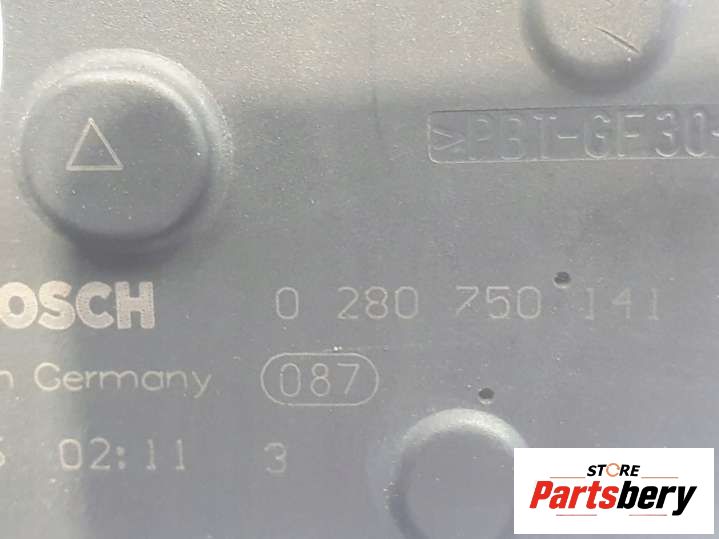 >PBT-GF30-
OSCH 0 280 750 141
n Germany 087
02:11 3
STORE
Partsbery